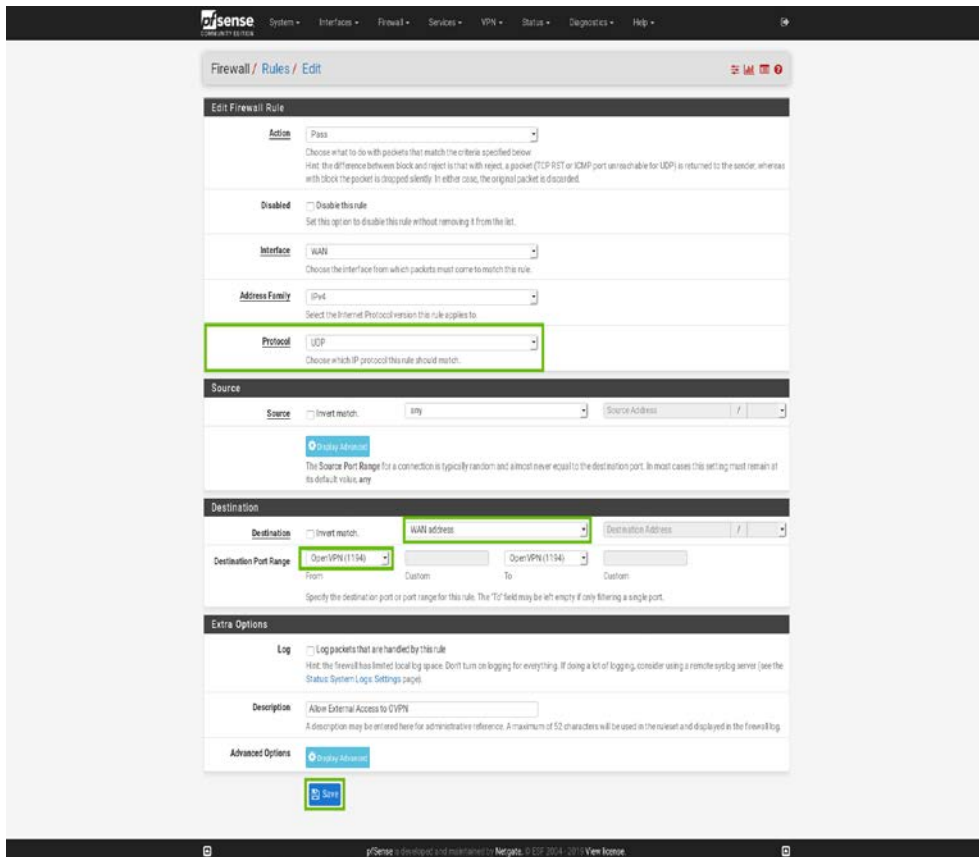 pfsense
COMMUNITY EDITION
System
Interfaces
Firewall
Services
VPN
Status
Diagnostics
Help
Firewall / Rules / Edit
Edit Firewall Rule
Action
Pass
Choose what to do with packets that match the criteria specified below.
Hint: the difference between block and reject is that with reject, a packet (TCP RST or ICMP port unreachable for UDP) is returned to the sender, whereas
with block the packet is dropped silently. In either case, the original packet is discarded.
Disabled
Disable this rule
Set this option to disable this rule without removing it from the list.
Interface
WAN
Choose the interface from which packets must come to match this rule.
Address Family
IPv4
Select the Internet Protocol version this rule applies to.
Protocol
UDP
Choose which IP protocol this rule should match.
Source
Source
Invert match.
any
Source Address
/
Display Advanced
The Source Port Range for a connection is typically random and almost never equal to the destination port. In most cases this setting must remain at
its default value, any.
Destination
Destination
Invert match.
WAN address
Destination Address
/
Destination Port Range
OpenVPN (1194)
OpenVPN (1194)
From
Custom
To
Custom
Specify the destination port or port range for this rule. The "To" field may be left empty if only filtering a single port.
Extra Options
Log
Log packets that are handled by this rule
Hint: the firewall has limited local log space. Don't turn on logging for everything. If doing a lot of logging, consider using a remote syslog server (see the
Status: System Logs: Settings page).
Description
Allow External Access to OVPN
A description may be entered here for administrative reference. A maximum of 52 characters will be used in the ruleset and displayed in the firewall log.
Advanced Options
Display Advanced
Save
pfSense is developed and maintained by Netgate. © ESF 2004 - 2019 View license.